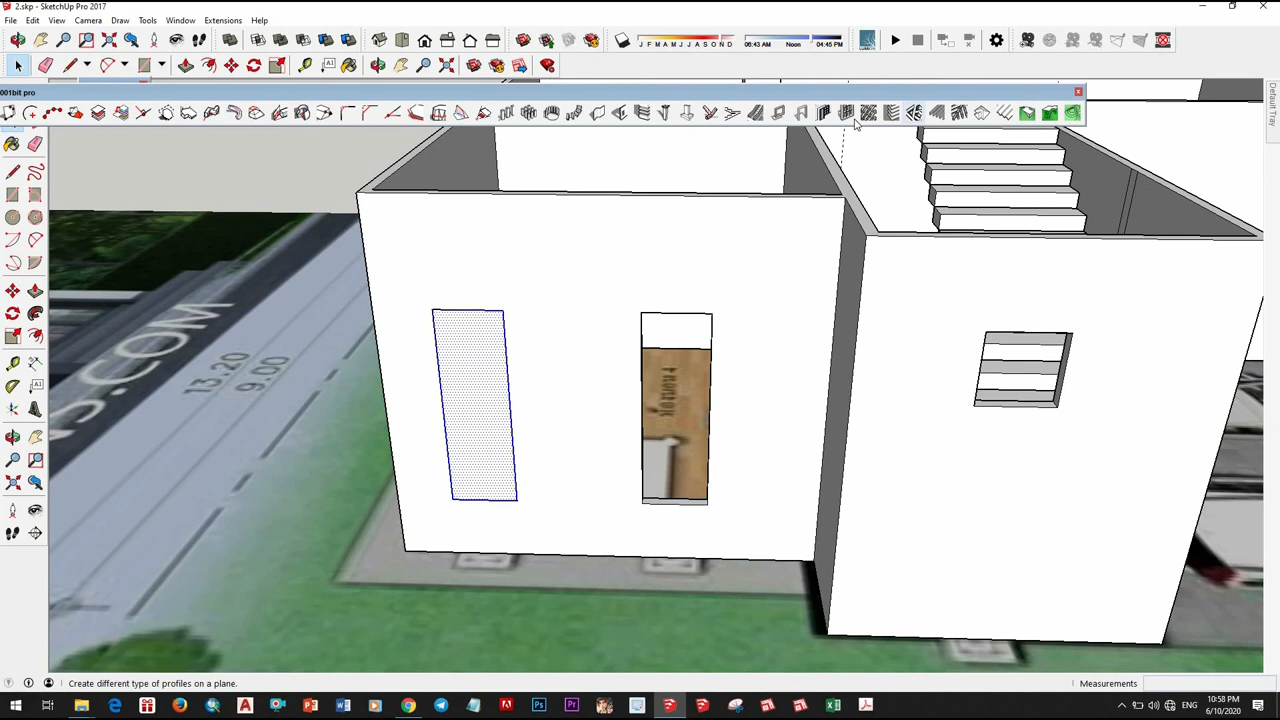 2.skp - SketchUp Pro 2017
File Edit View Camera Draw Tools Window Extensions Help
J F M A M J J A S O N D 06:43 AM Noon 04:45 PM
001bit pro
Default Tray
S.COM
13.20
9.00
Create different type of profiles on a plane.
Measurements
ENG 10:58 PM
6/10/2020